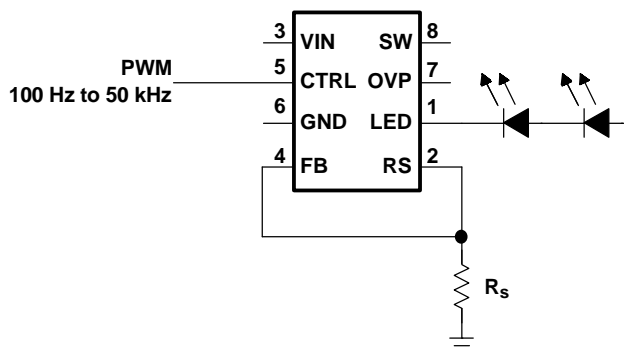 3 VIN SW 8
PWM 5 CTRL OVP 7
100 Hz to 50 kHz
6 GND LED 1
4 FB RS 2
Rs